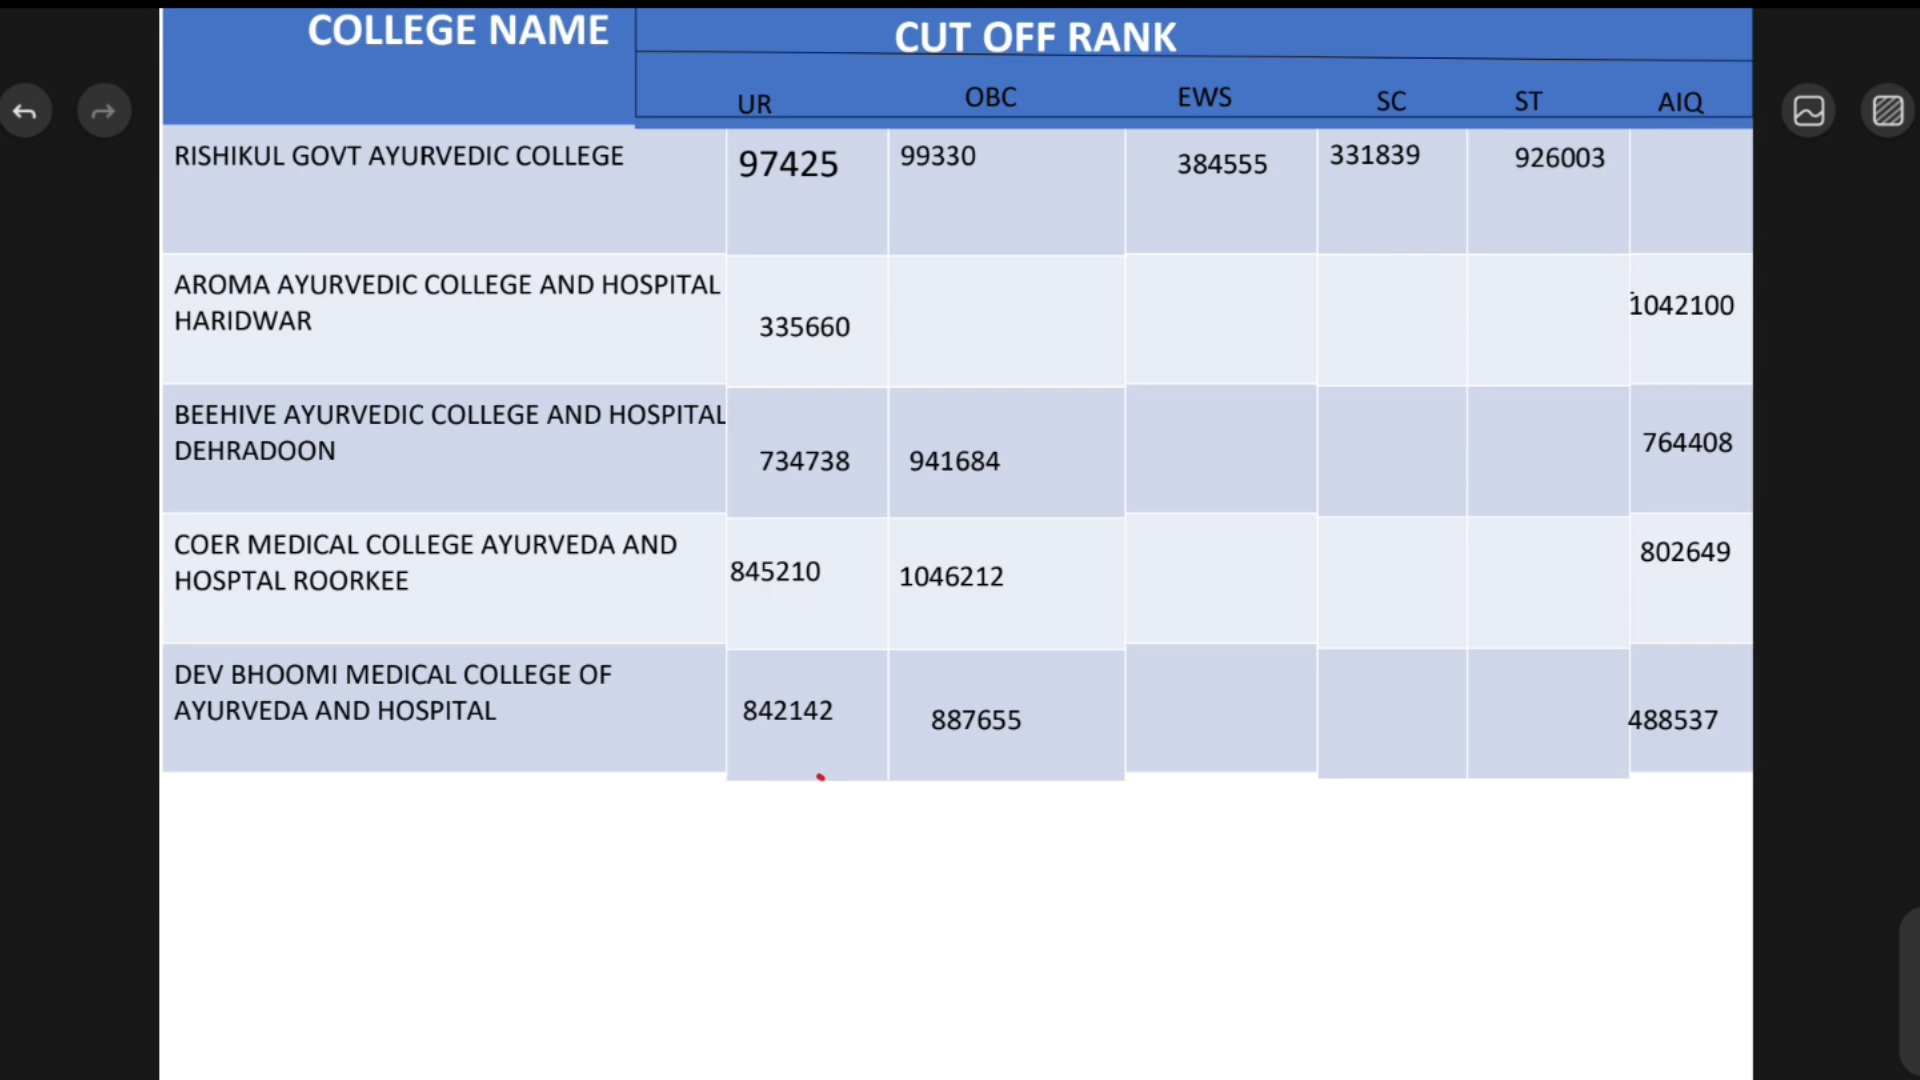 COLLEGE NAME
CUT OFF RANK
UR OBC EWS SC ST AIQ
RISHIKUL GOVT AYURVEDIC COLLEGE 97425 99330 384555 331839 926003
AROMA AYURVEDIC COLLEGE AND HOSPITAL
HARIDWAR 335660 1042100
BEEHIVE AYURVEDIC COLLEGE AND HOSPITAL
DEHRADOON 734738 941684 764408
COER MEDICAL COLLEGE AYURVEDA AND
HOSPTAL ROORKEE 845210 1046212 802649
DEV BHOOMI MEDICAL COLLEGE OF
AYURVEDA AND HOSPITAL 842142 887655 488537